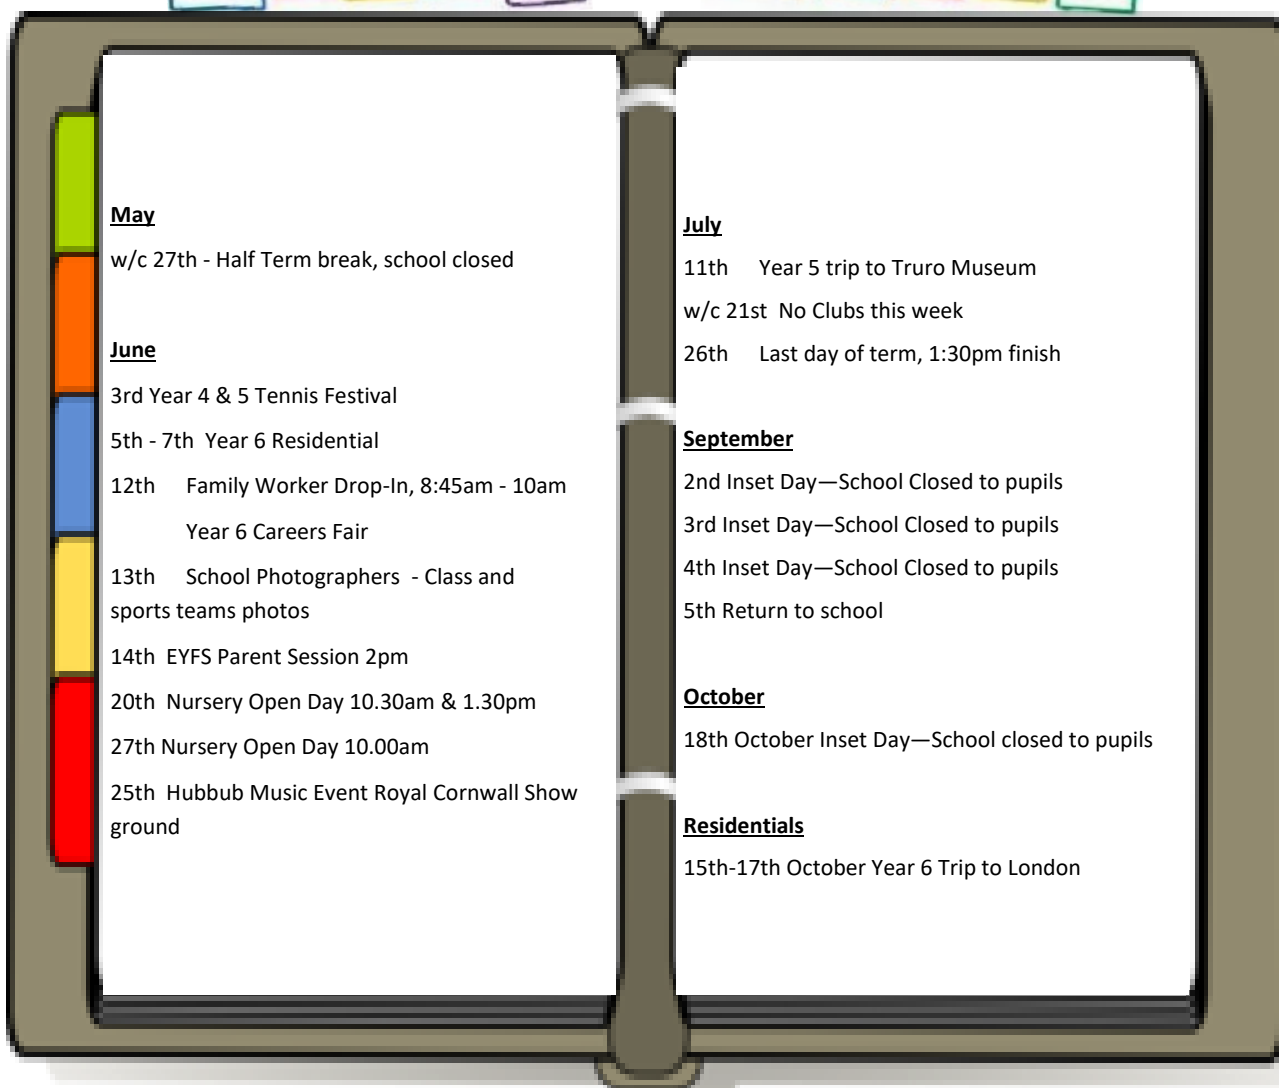 May
w/c 27th - Half Term break, school closed
June
3rd Year 4 & 5 Tennis Festival
5th - 7th  Year 6 Residential
12th     Family Worker Drop-In, 8:45am - 10am
Year 6 Careers Fair
13th     School Photographers  - Class and
sports teams photos
14th  EYFS Parent Session 2pm
20th  Nursery Open Day 10.30am & 1.30pm
27th Nursery Open Day 10.00am
25th  Hubbub Music Event Royal Cornwall Show
ground
July
11th     Year 5 trip to Truro Museum
w/c 21st  No Clubs this week
26th     Last day of term, 1:30pm finish
September
2nd Inset Day—School Closed to pupils
3rd Inset Day—School Closed to pupils
4th Inset Day—School Closed to pupils
5th Return to school
October
18th October Inset Day—School closed to pupils
Residentials
15th-17th October Year 6 Trip to London